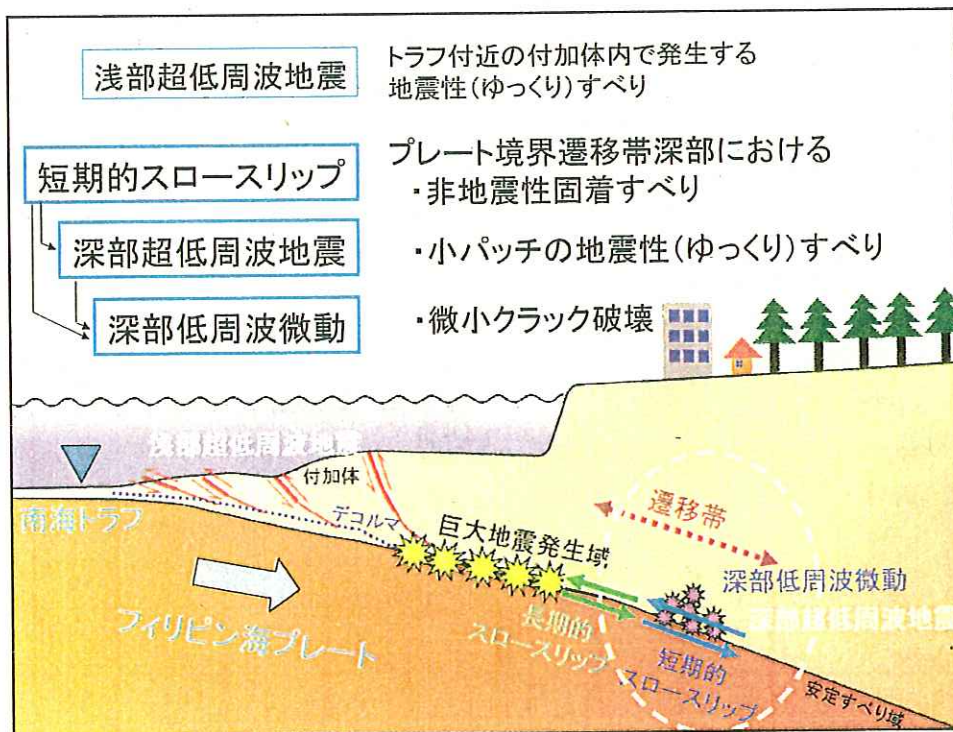 浅部超低周波地震
トラフ付近の付加体内で発生する
地震性(ゆっくり)すべり
短期的スロースリップ
プレート境界遷移帯深部における
・非地震性固着すべり
深部超低周波地震
・小パッチの地震性(ゆっくり)すべり
深部低周波微動
・微小クラック破壊
浅部超低周波地震
付加体
南海トラフ
デコルマ
巨大地震発生域
遷移帯
深部低周波微動
深部超低周波地震
フィリピン海プレート
長期的
スロースリップ
短期的
スロースリップ
安定すべり域